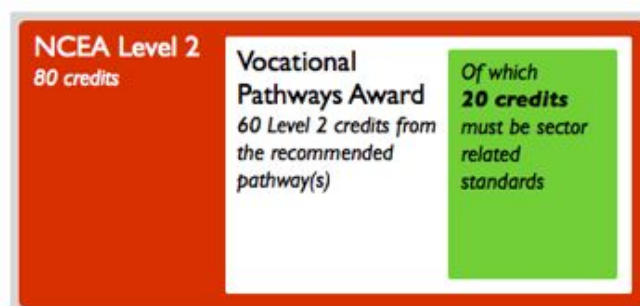 NCEA Level 2
80 credits
Vocational
Pathways Award
60 Level 2 credits from
the recommended
pathway(s)
Of which
20 credits
must be sector
related
standards